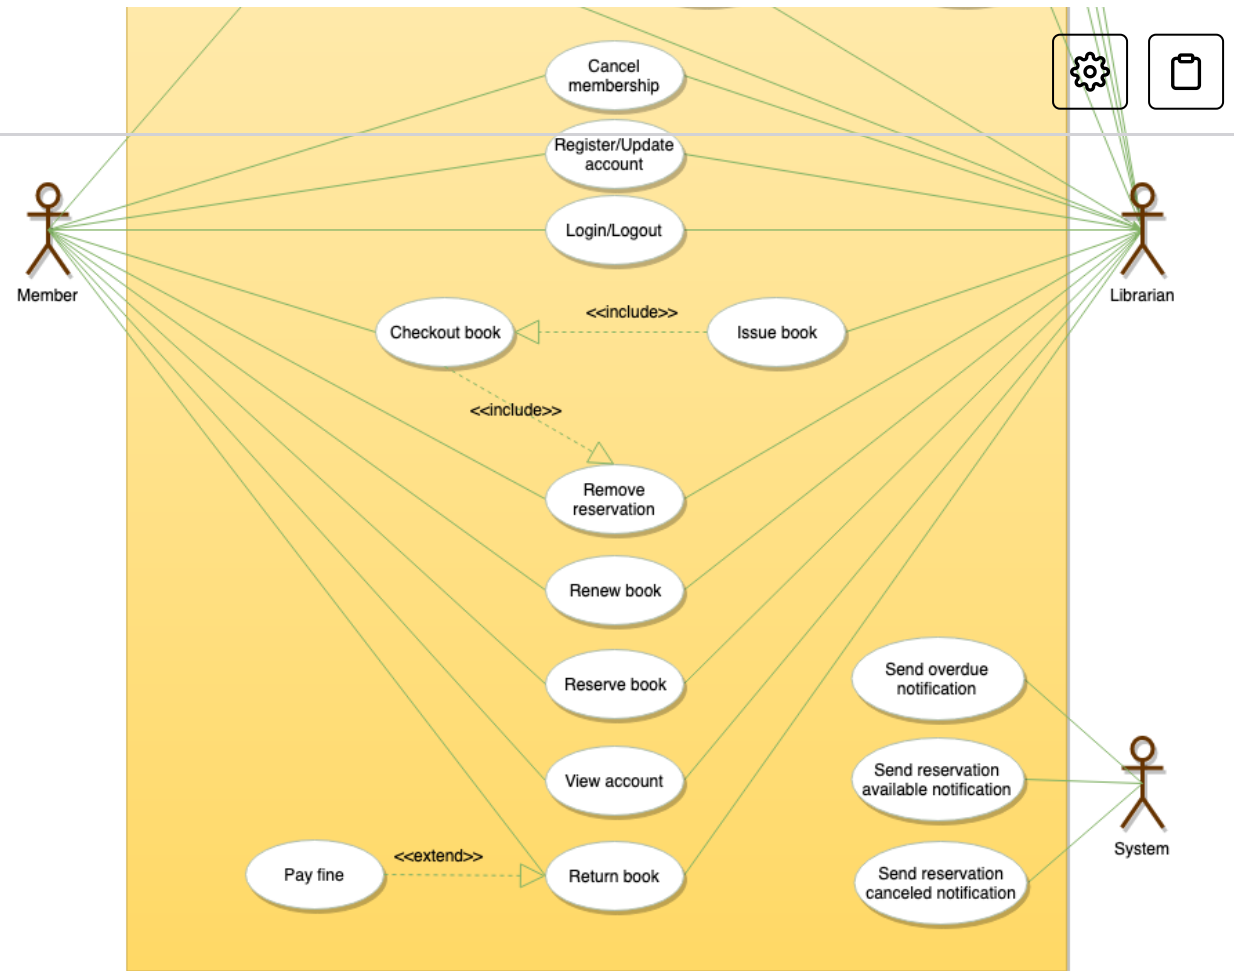 Cancel
membership
Register/Update
account
Login/Logout
Member
Librarian
<<include>>
Checkout book
Issue book
<<include>>
Remove
reservation
Renew book
Send overdue
notification
Reserve book
Send reservation
available notification
View account
System
<<extend>>
Pay fine
Return book
Send reservation
canceled notification